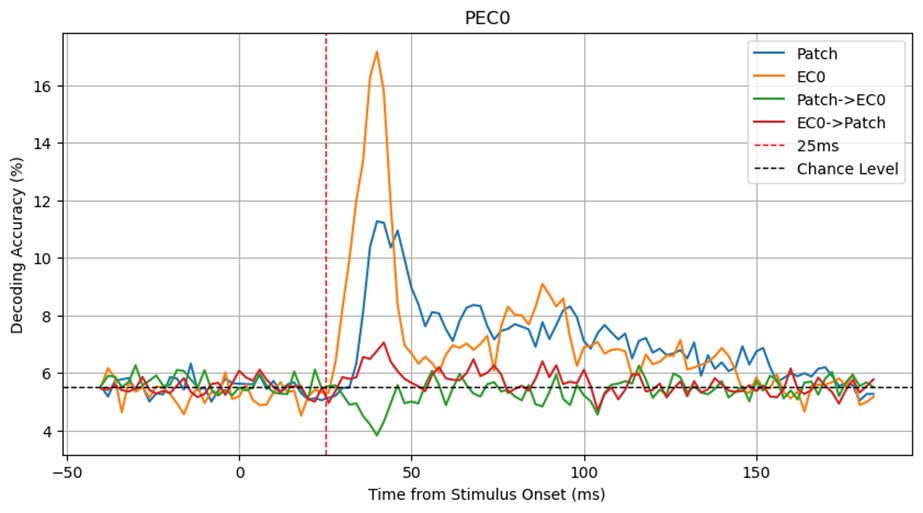 PEC0
Decoding Accuracy (%)
16
14
12
10
8
6
4
−50
0
50
100
150
Time from Stimulus Onset (ms)
Patch
EC0
Patch->EC0
EC0->Patch
25ms
Chance Level